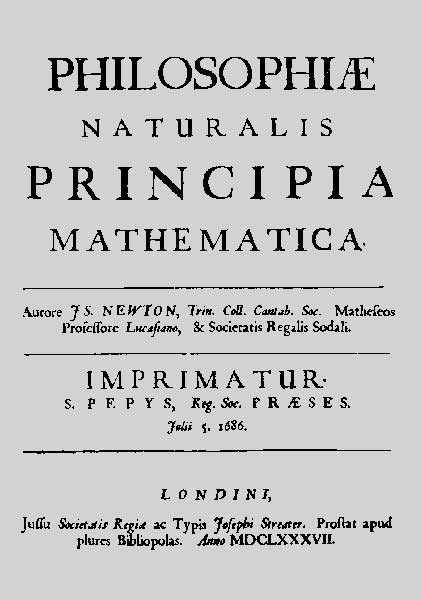 PHILOSOPHIÆ
NATURALIS
PRINCIPIA
MATHEMATICA.
Autore JS. NEWTON, Trin. Coll. Cantab. Soc. Matheseos
Professore Lucasiano, & Societatis Regalis Sodali.
IMPRIMATUR.
S. PEPYS, Reg. Soc. PRÆSES.
Julii 5. 1686.
LONDINI,
Jussu Societatis Regiæ ac Typis Josephi Streater. Prostat apud
plures Bibliopolas. Anno MDCLXXXVII.